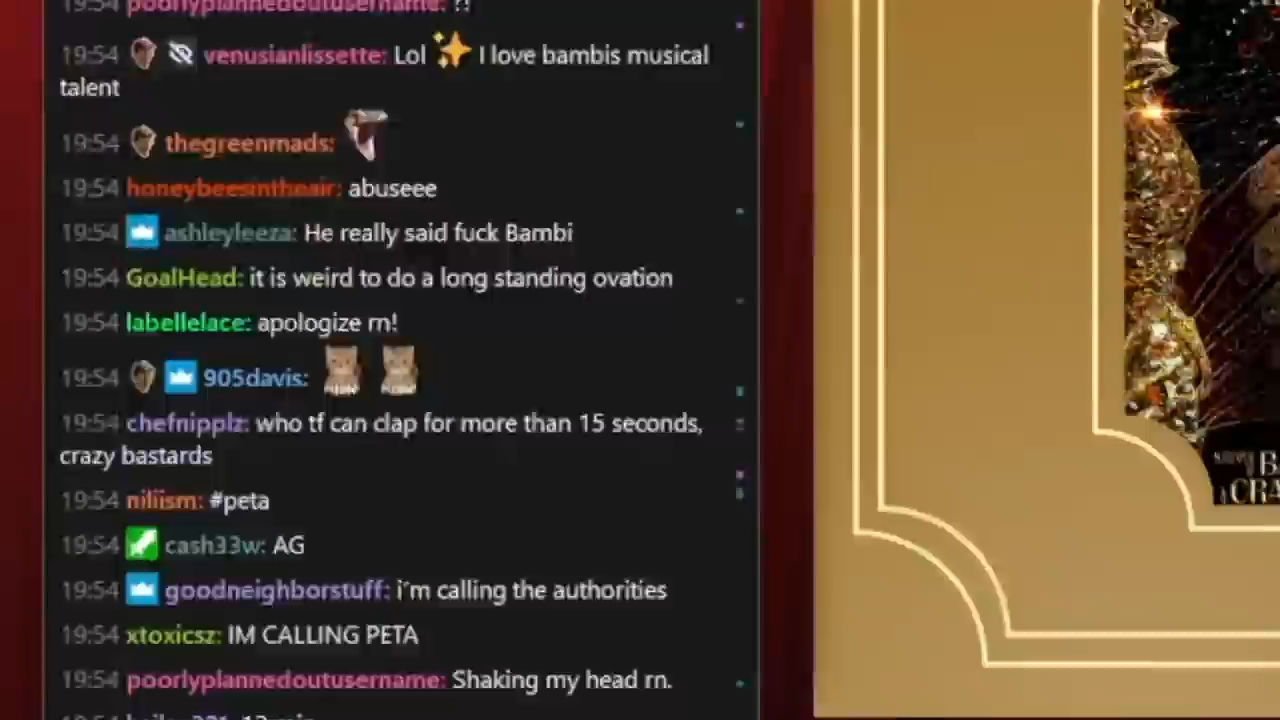 poorlyplannedoutusername: ?!
19:54 venusianlissette: Lol ✨ I love bambis musical
talent
19:54 thegreenmads:
19:54 honeybeesintheair: abuseee
19:54 ashleyleeza: He really said fuck Bambi
19:54 GoalHead: it is weird to do a long standing ovation
19:54 labellelace: apologize rn!
19:54 905davis:
19:54 chefnipplz: who tf can clap for more than 15 seconds,
crazy bastards
19:54 niliism: #peta
19:54 cash33w: AG
19:54 goodneighborstuff: i'm calling the authorities
19:54 xtoxicsz: IM CALLING PETA
19:54 poorlyplannedoutusername: Shaking my head rn.